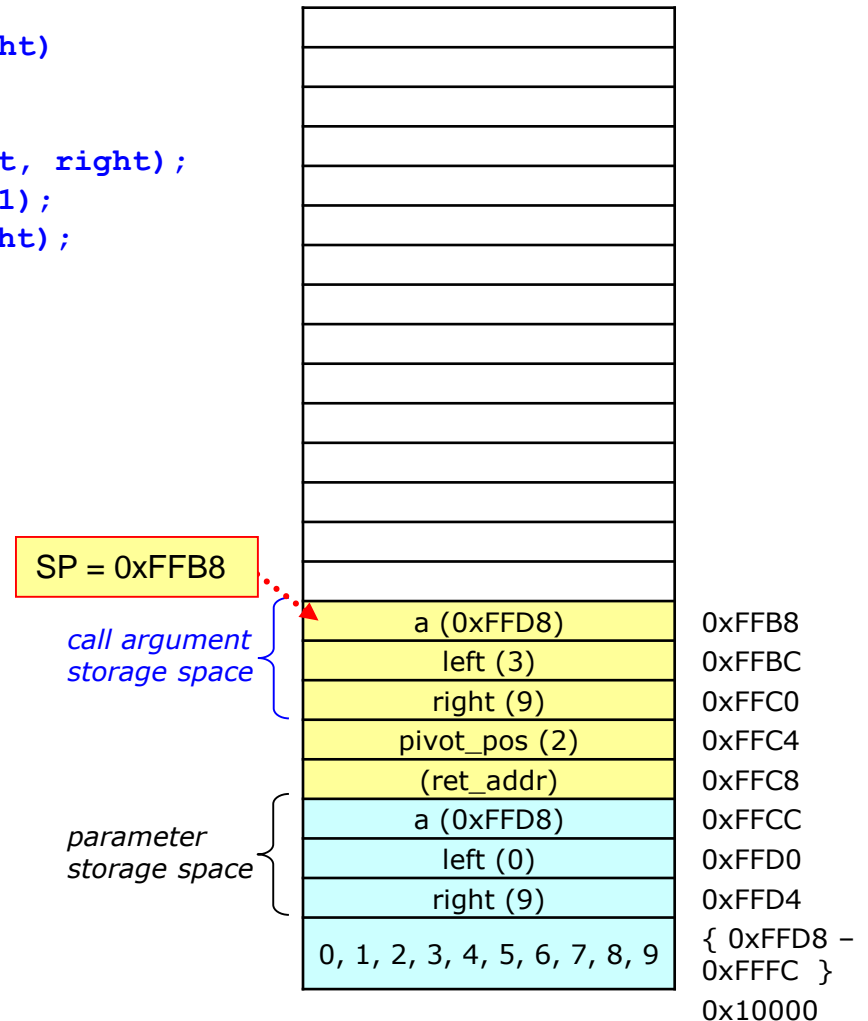 ht)
t, right);
1);
ht);
SP = 0xFFB8
call argument
storage space
a (0xFFD8) 0xFFB8
left (3) 0xFFBC
right (9) 0xFFC0
pivot_pos (2) 0xFFC4
(ret_addr) 0xFFC8
parameter
storage space
a (0xFFD8) 0xFFCC
left (0) 0xFFD0
right (9) 0xFFD4
0, 1, 2, 3, 4, 5, 6, 7, 8, 9
{ 0xFFD8 –
0xFFFC }
0x10000